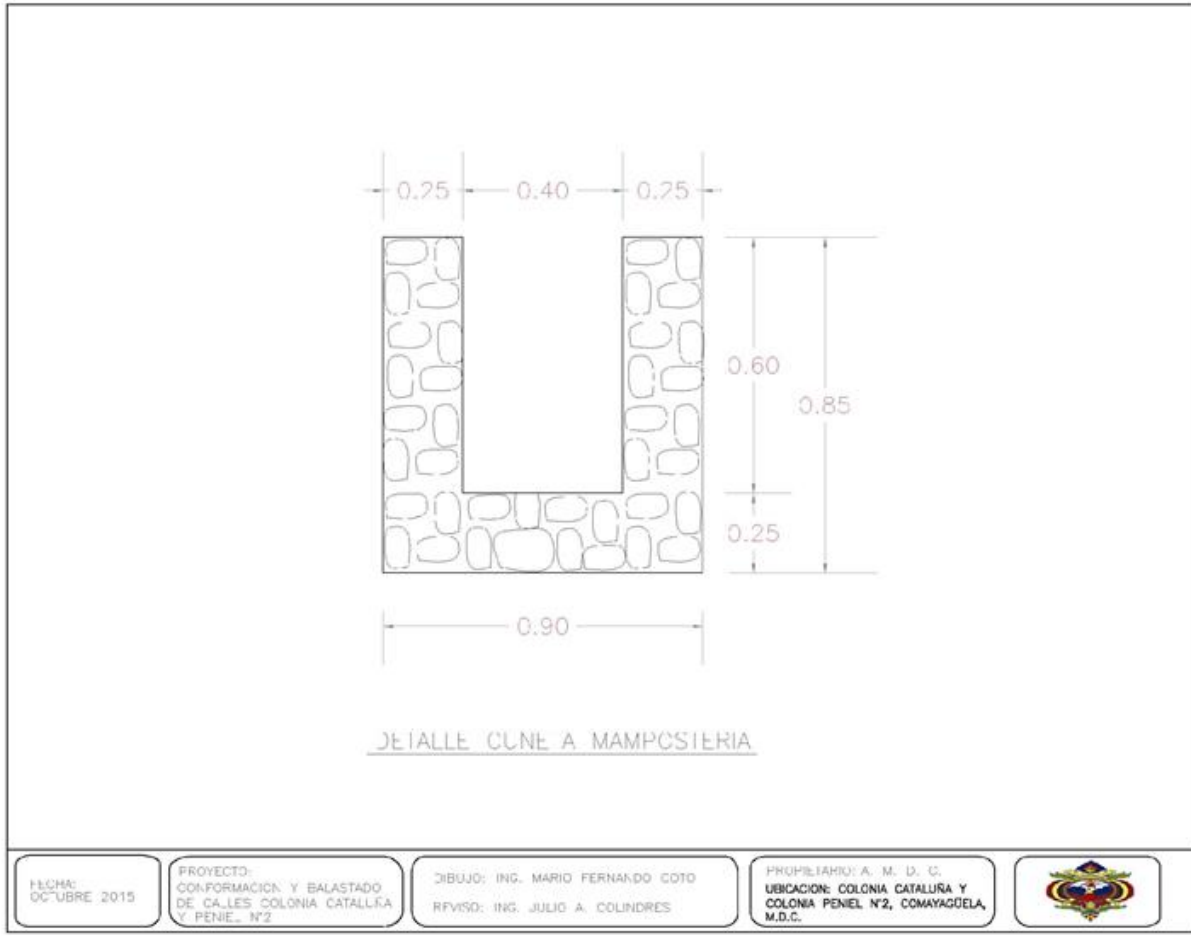 0.25 0.40 0.25
0.60
0.85
0.25
0.90
DETALLE CUNE A MAMPOSTERIA
FECHA:
OCTUBRE 2015
PROYECTO:
CONFORMACION Y BALASTADO
DE CALLES COLONIA CATALUÑA
Y PENIEL N°2
DIBUJO: ING. MARIO FERNANDO COTO
REVISO: ING. JULIO A. COLINDRES
PROPIETARIO: A. M. D. C.
UBICACION: COLONIA CATALUÑA Y
COLONIA PENIEL N°2, COMAYAGÜELA,
M.D.C.